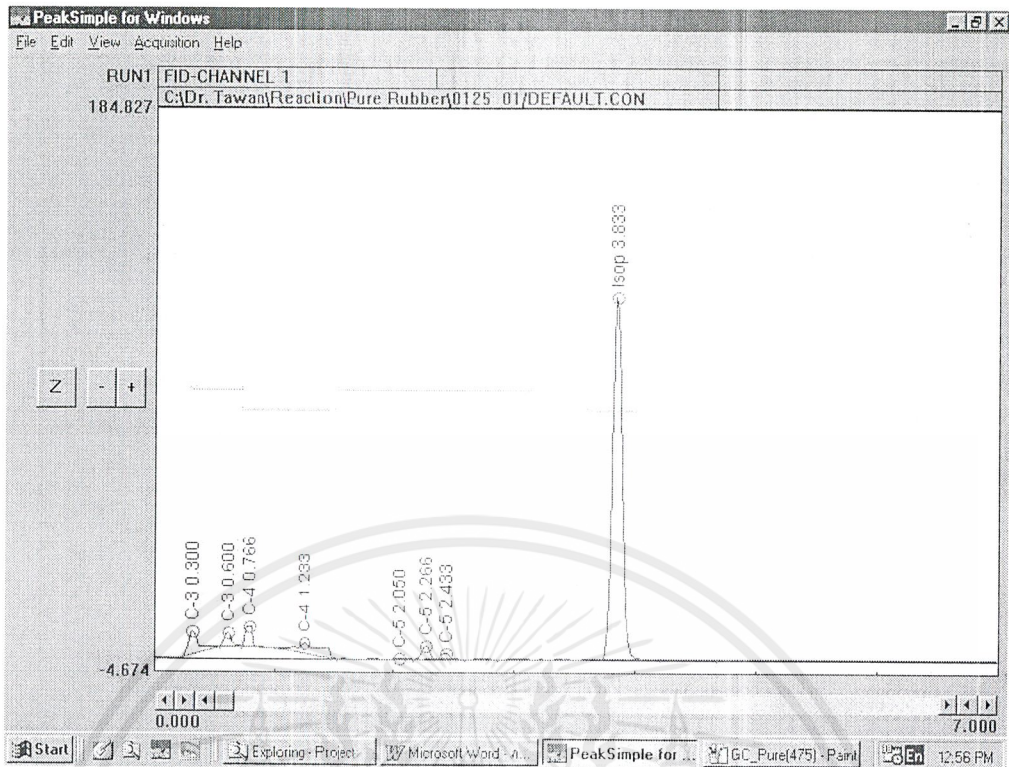 PeakSimple for Windows
File Edit View Acquisition Help
RUN1 FID-CHANNEL 1
184.827 C:\Dr. Tawan\Reaction\Pure Rubber\0125_01/DEFAULT.CON
Isop 3.833
Z - +
C-3 0.300
C-3 0.600
C-4 0.766
C-4 1.233
C-5 2.050
C-5 2.266
C-5 2.433
-4.674
0.000 7.000
Start Exploring - Project Microsoft Word - ... PeakSimple for ... GC_Pure(475) - Paint En 12:56 PM